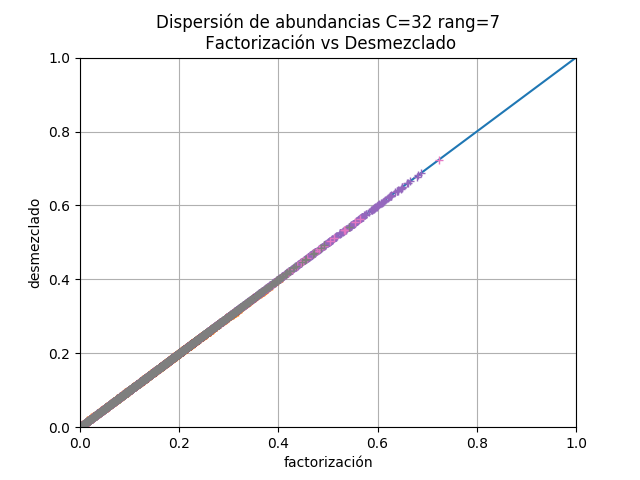 Dispersión de abundancias C=32 rang=7
Factorización vs Desmezclado
1.0
0.8
0.6
0.4
0.2
0.0
desmezclado
0.0 0.2 0.4 0.6 0.8 1.0
factorización